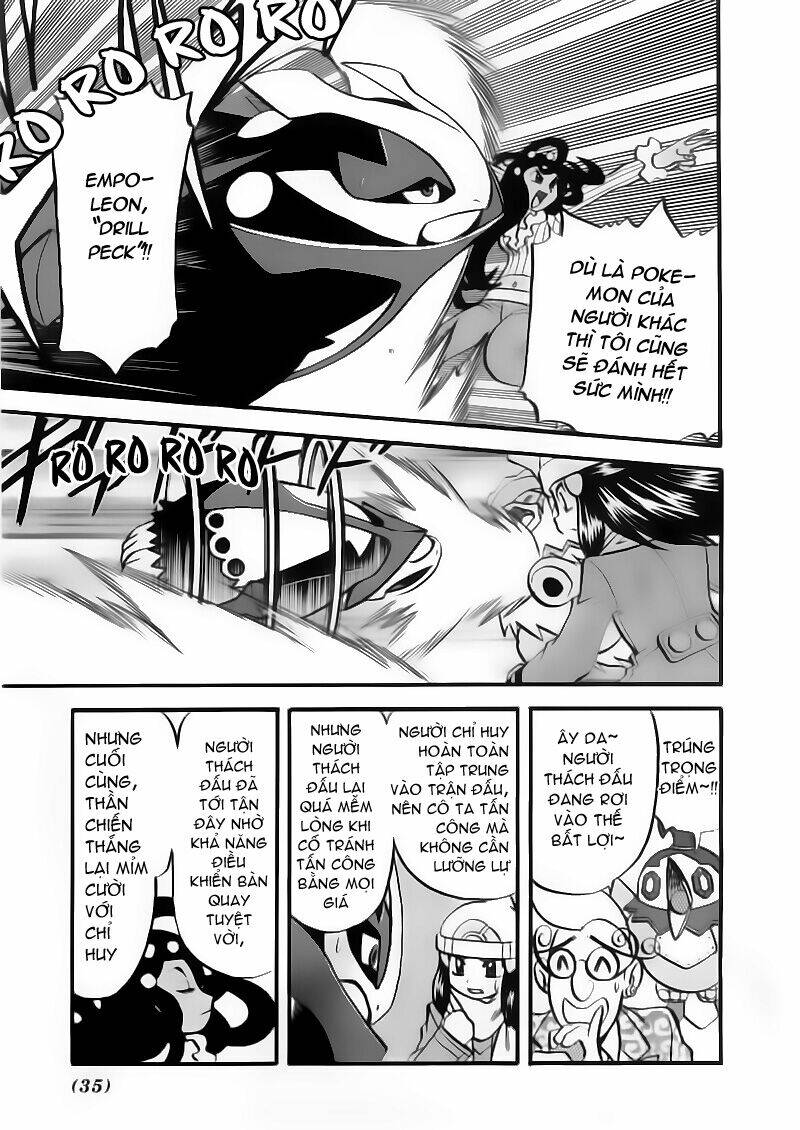 DÙ LÀ POKE-
MON CỦA
NGƯỜI KHÁC
THÌ TÔI CŨNG
SẼ ĐÁNH HẾT
SỨC MÌNH!!
RO RO RO RO RO
EMPO-
LEON,
"DRILL
PECK"!!
RO RO RO RO
TRÚNG
TRỌNG
ĐIỂM~!!
ÂY DA~
NGƯỜI
THÁCH ĐẤU
ĐANG RƠI
VÀO THẾ
BẤT LỢI~
NGƯỜI CHỈ HUY
HOÀN TOÀN
TẬP TRUNG
VÀO TRẬN ĐẤU,
NÊN CÔ TA TẤN
CÔNG MÀ
KHÔNG CẦN
LƯỠNG LỰ
NHƯNG
NGƯỜI
THÁCH
ĐẤU LẠI
QUÁ MỀM
LÒNG KHI
CỐ TRÁNH
TẤN CÔNG
BẰNG MỌI
GIÁ
NGƯỜI
THÁCH
ĐẤU ĐÃ
TỚI TẬN
ĐÂY NHỜ
KHẢ NĂNG
ĐIỀU
KHIỂN BÀN
QUAY
TUYỆT
VỜI,
NHƯNG
CUỐI
CÙNG,
THẦN
CHIẾN
THẮNG
LẠI MỈM
CƯỜI
VỚI
CHỈ
HUY
(35)